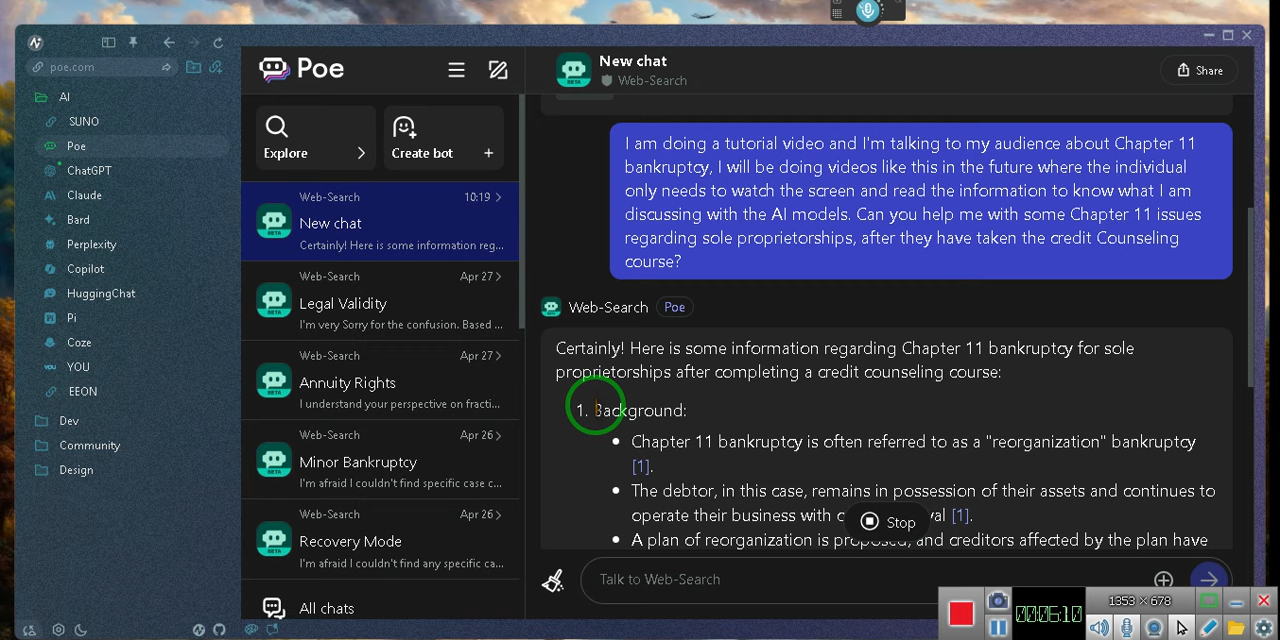 poe.com
AI
SUNO
Poe
ChatGPT
Claude
Bard
Perplexity
Copilot
HuggingChat
Pi
Coze
YOU
EEON
Dev
Community
Design
Poe
Explore
Create bot +
Web-Search 10:19
New chat
Certainly! Here is some information reg...
Web-Search Apr 27
Legal Validity
I'm very Sorry for the confusion. Based ...
Web-Search Apr 27
Annuity Rights
I understand your perspective on fracti...
Web-Search Apr 26
Minor Bankruptcy
I'm afraid I couldn't find specific case c...
Web-Search Apr 26
Recovery Mode
I'm afraid I couldn't find any specific ca...
All chats
BETA
New chat
Web-Search
Share
I am doing a tutorial video and I'm talking to my audience about Chapter 11
bankruptcy, I will be doing videos like this in the future where the individual
only needs to watch the screen and read the information to know what I am
discussing with the AI models. Can you help me with some Chapter 11 issues
regarding sole proprietorships, after they have taken the credit Counseling
course?
Web-Search Poe
Certainly! Here is some information regarding Chapter 11 bankruptcy for sole
proprietorships after completing a credit counseling course:
1. Background:
• Chapter 11 bankruptcy is often referred to as a "reorganization" bankruptcy
[1].
• The debtor, in this case, remains in possession of their assets and continues to
operate their business with [1].
• A plan of reorganization is proposed, and creditors affected by the plan have
Stop
Talk to Web-Search
1353 × 678
00:06:10